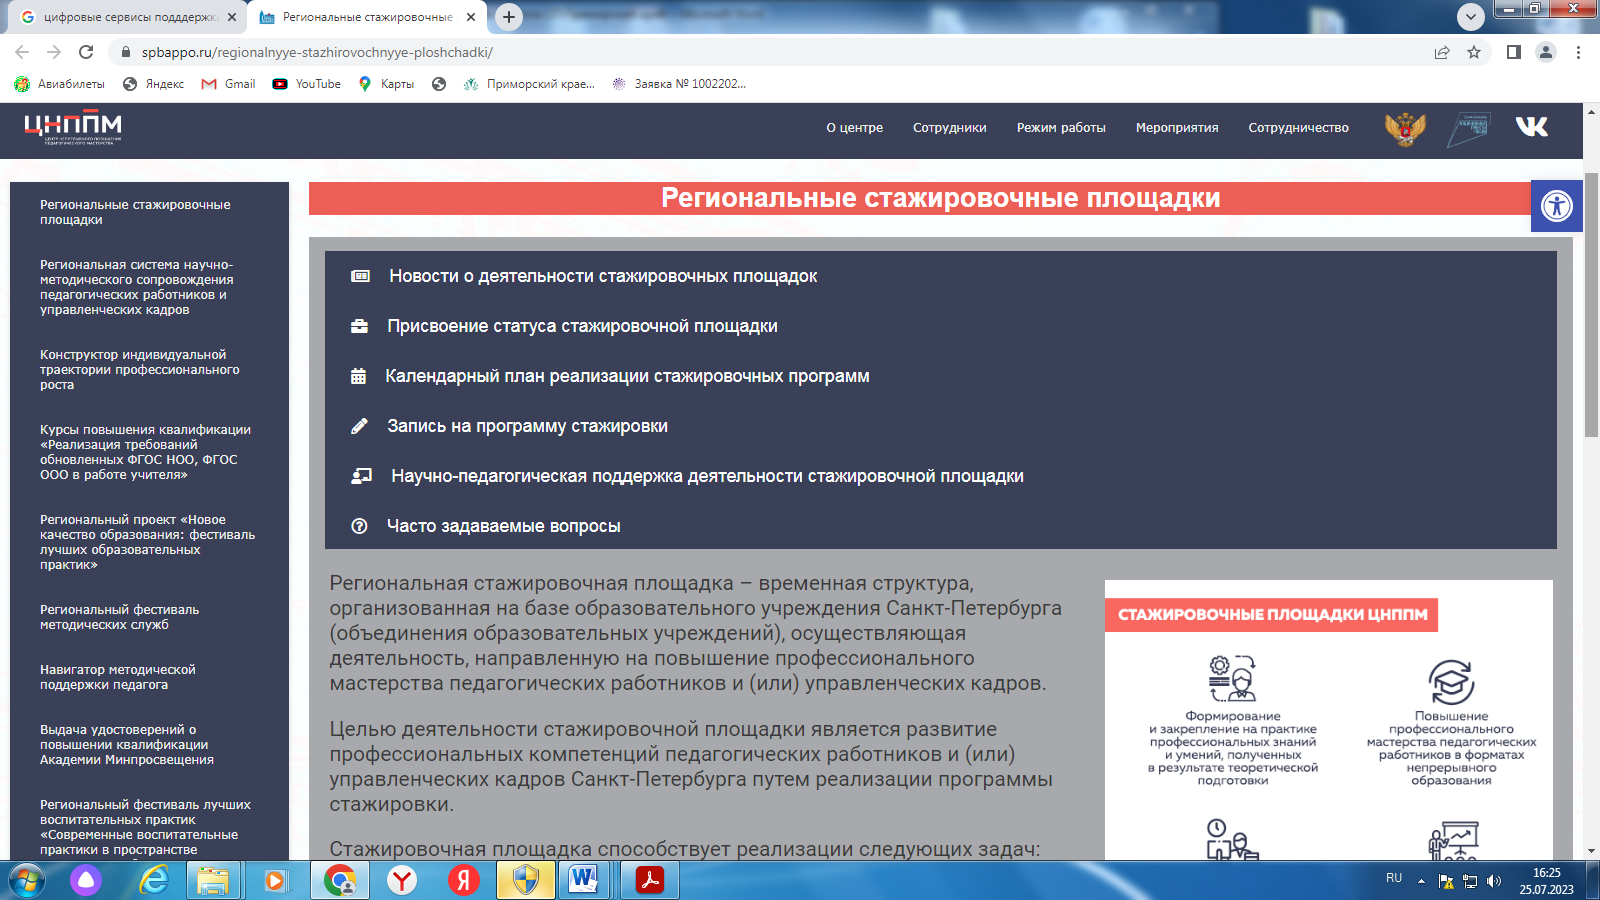 цифровые сервисы подддержк
Региональные стажировочные
spbappo.ru/regionalnyye-stazhirovochnyye-ploshchadki/
Авиабилеты
Яндекс
Gmail
YouTube
Карты
Приморский крае...
Заявка № 1002202...
ЦНППМ
О центре
Сотрудники
Режим работы
Мероприятия
Сотрудничество
Региональные стажировочные
площадки
Региональная система научно-
методического сопровождения
педагогических работников и
управленческих кадров
Конструктор индивидуальной
траектории профессионального
роста
Курсы повышения квалификации
«Реализация требований
обновленных ФГОС НОО, ФГОС
ООО в работе учителя»
Региональный проект «Новое
качество образования: фестиваль
лучших образовательных
практик»
Региональный фестиваль
методических служб
Навигатор методической
поддержки педагога
Выдача удостоверений о
повышении квалификации
Академии Минпросвещения
Региональный фестиваль лучших
воспитательных практик
«Современные воспитательные
практики в пространстве
Региональные стажировочные площадки
Новости о деятельности стажировочных площадок
Присвоение статуса стажировочной площадки
Календарный план реализации стажировочных программ
Запись на программу стажировки
Научно-педагогическая поддержка деятельности стажировочной площадки
Часто задаваемые вопросы
Региональная стажировочная площадка – временная структура,
организованная на базе образовательного учреждения Санкт-Петербурга
(объединения образовательных учреждений), осуществляющая
деятельность, направленную на повышение профессионального
мастерства педагогических работников и (или) управленческих кадров.
Целью деятельности стажировочной площадки является развитие
профессиональных компетенций педагогических работников и (или)
управленческих кадров Санкт-Петербурга путем реализации программы
стажировки.
Стажировочная площадка способствует реализации следующих задач:
СТАЖИРОВОЧНЫЕ ПЛОЩАДКИ ЦНППМ
Формирование
и закрепление на практике
профессиональных знаний
и умений, полученных
в результате теоретической
подготовки
Повышение
профессионального
мастерства педагогических
работников в форматах
непрерывного
образования
RU
16:25
25.07.2023